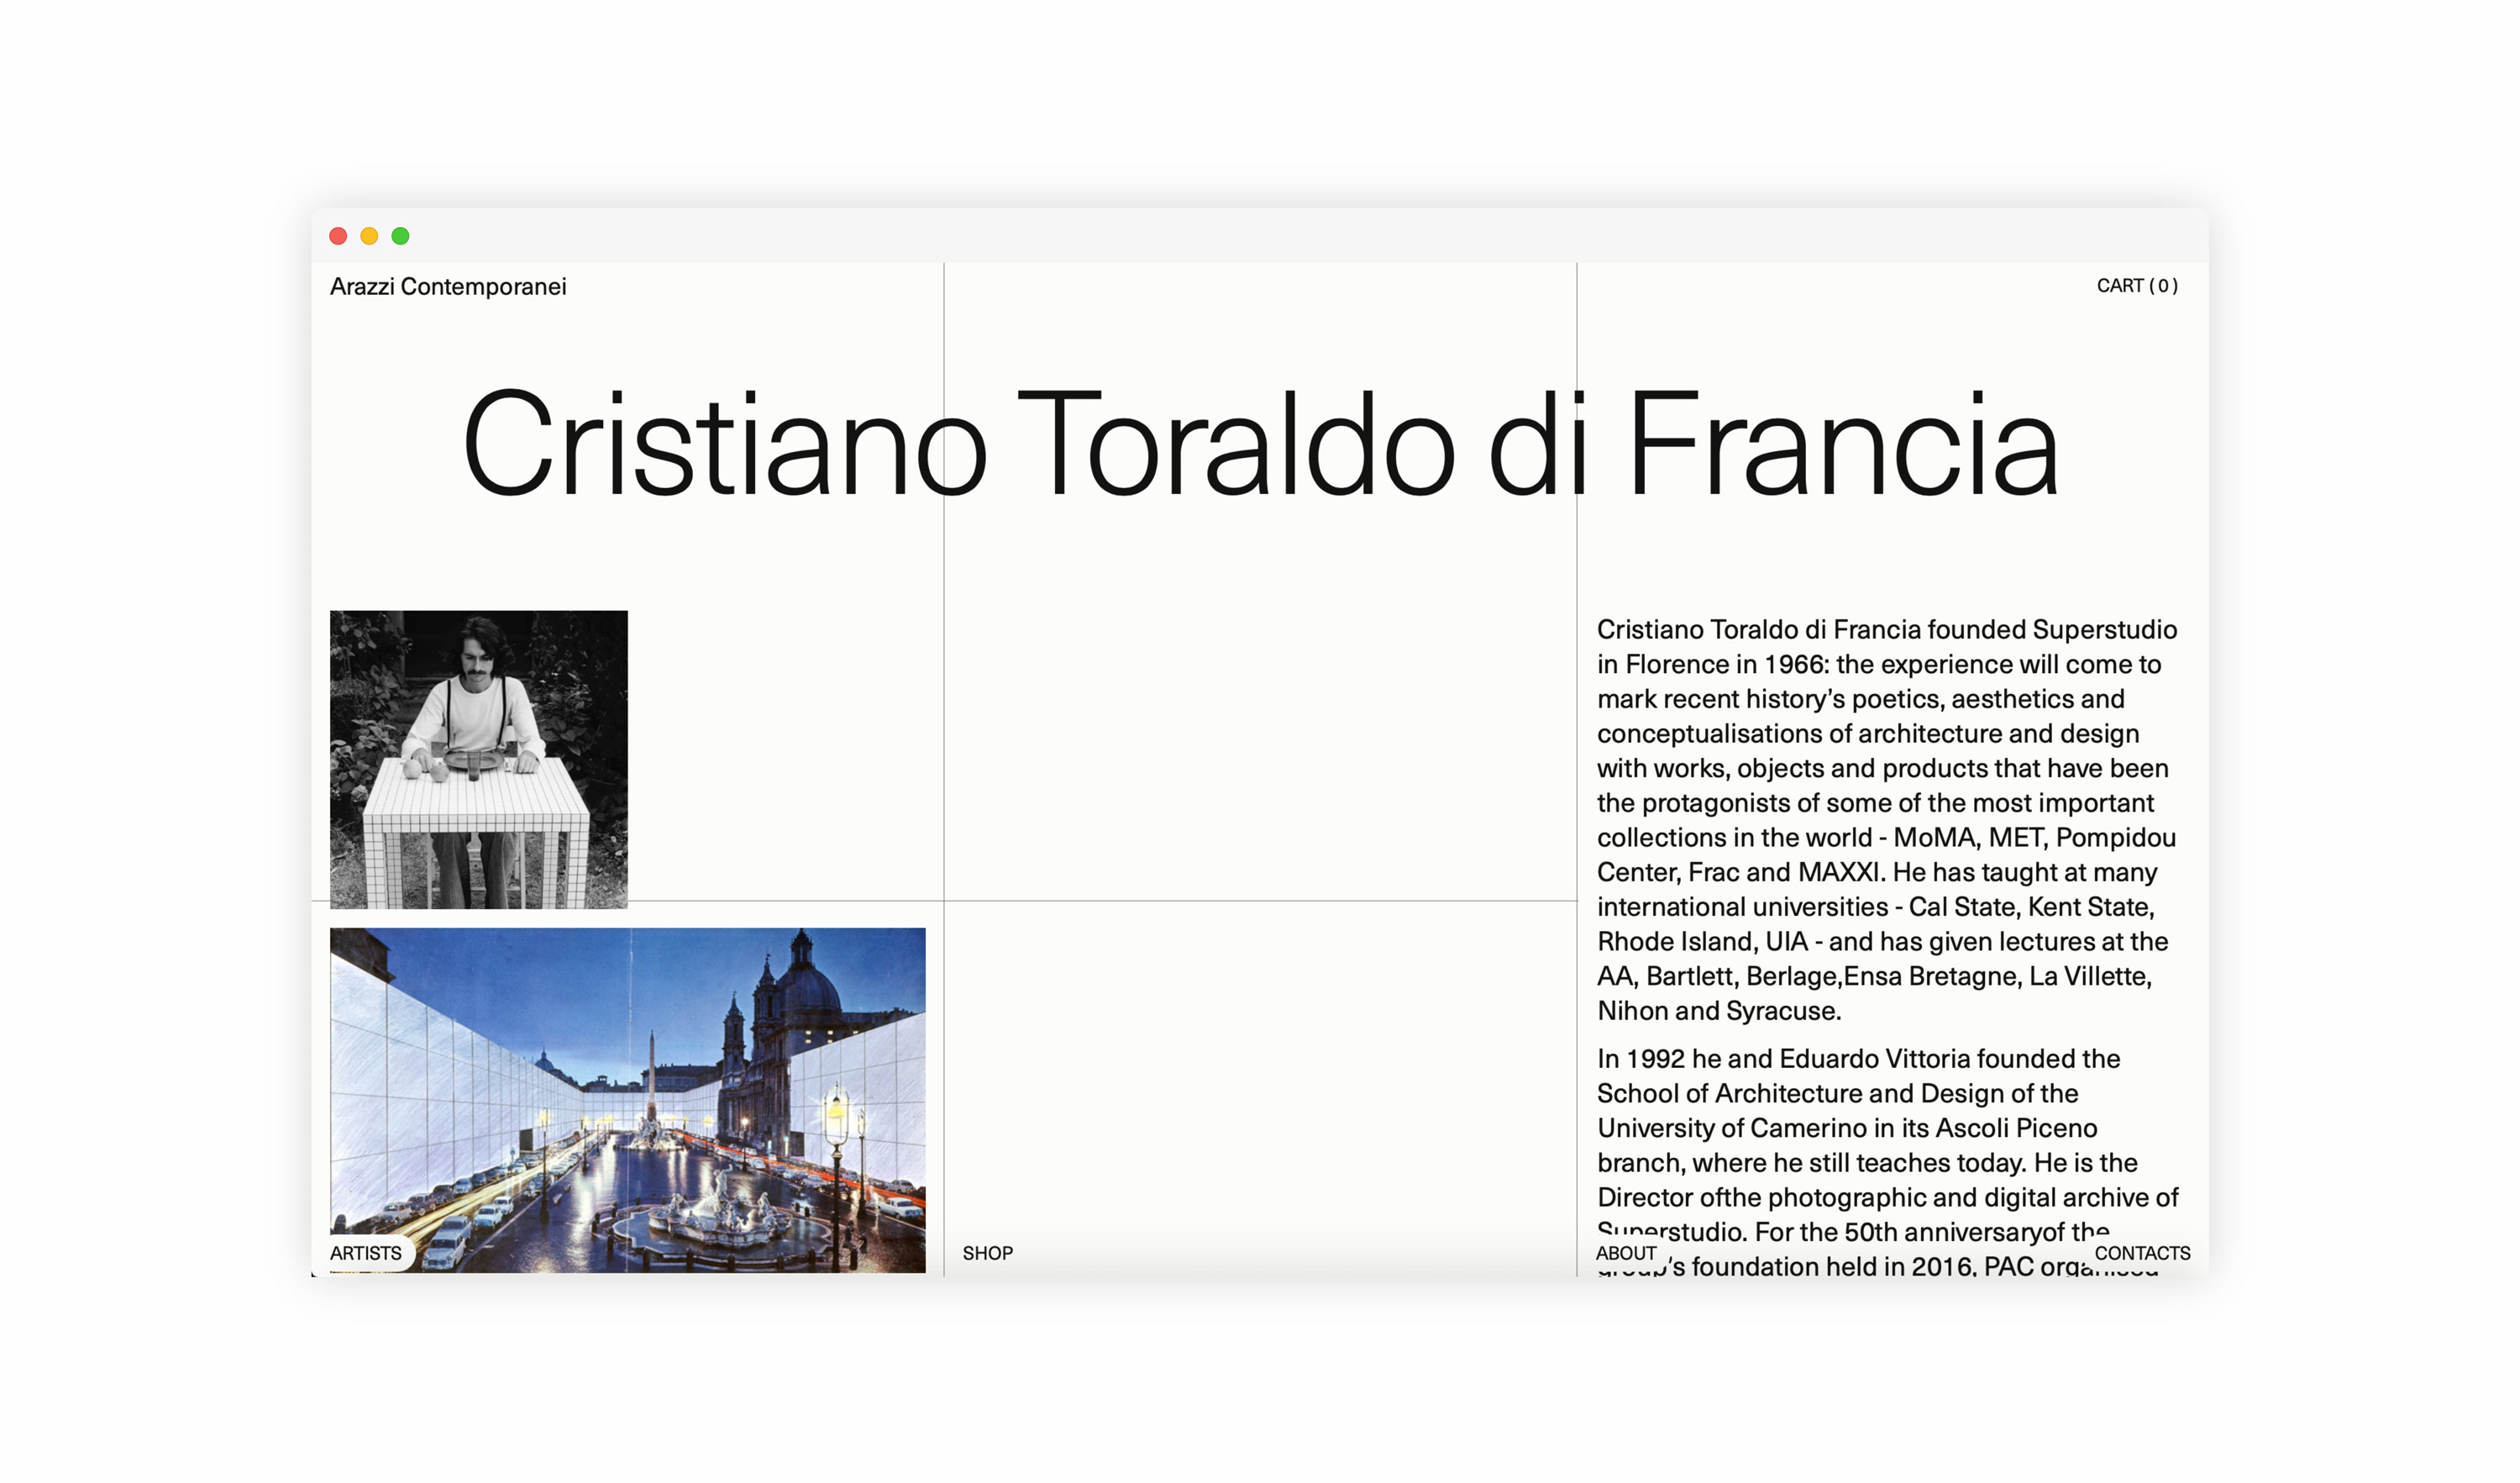 Arazzi Contemporanei
CART ( 0 )
Cristiano Toraldo di Francia
Cristiano Toraldo di Francia founded Superstudio
in Florence in 1966: the experience will come to
mark recent history’s poetics, aesthetics and
conceptualisations of architecture and design
with works, objects and products that have been
the protagonists of some of the most important
collections in the world - MoMA, MET, Pompidou
Center, Frac and MAXXI. He has taught at many
international universities - Cal State, Kent State,
Rhode Island, UIA - and has given lectures at the
AA, Bartlett, Berlage,Ensa Bretagne, La Villette,
Nihon and Syracuse.
In 1992 he and Eduardo Vittoria founded the
School of Architecture and Design of the
University of Camerino in its Ascoli Piceno
branch, where he still teaches today. He is the
Director ofthe photographic and digital archive of
Superstudio. For the 50th anniversaryof the
group’s foundation held in 2016, PAC organised
ARTISTS
SHOP
ABOUT
CONTACTS